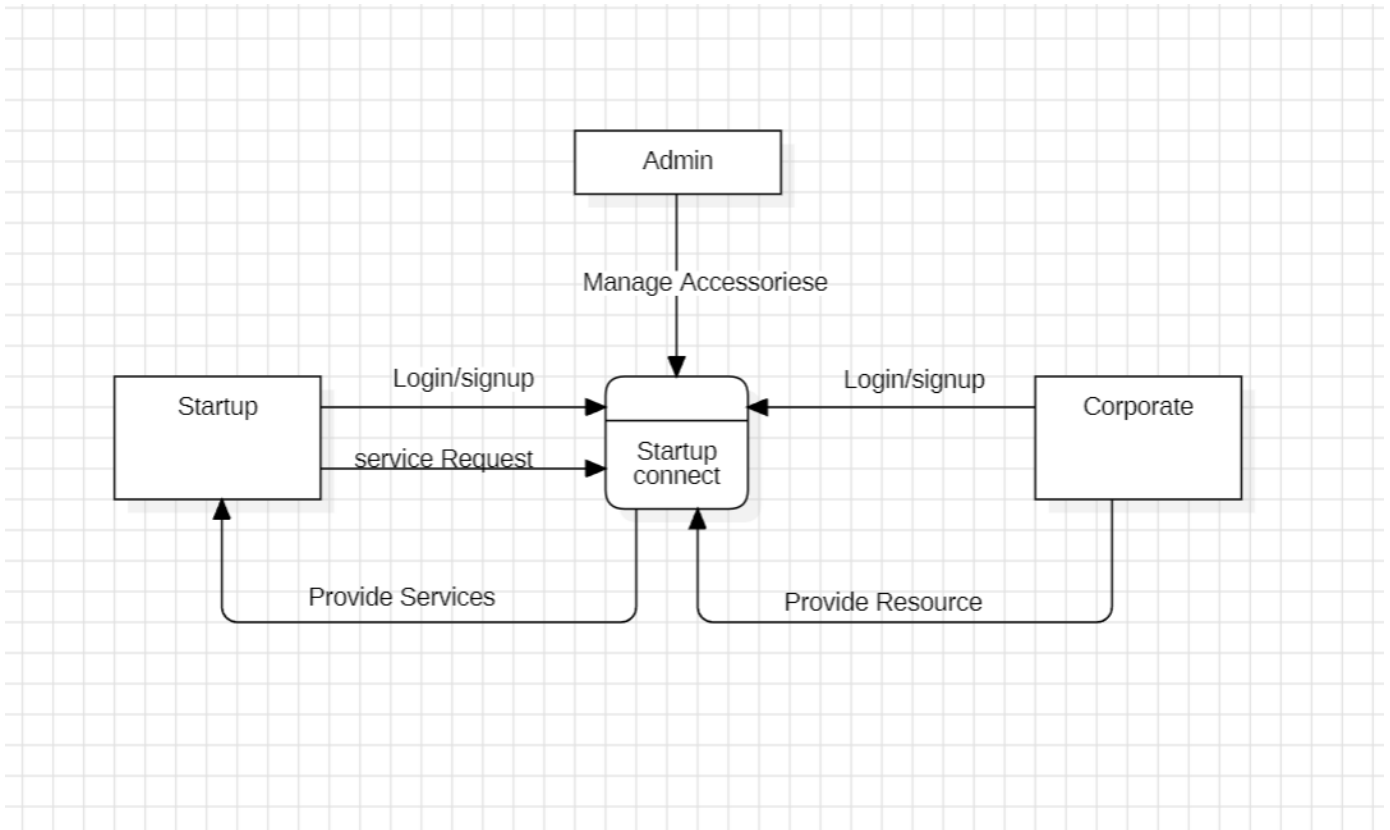 Admin
Manage Accessoriese
Login/signup
Login/signup
Startup
Corporate
service Request
Startup
connect
Provide Services
Provide Resource